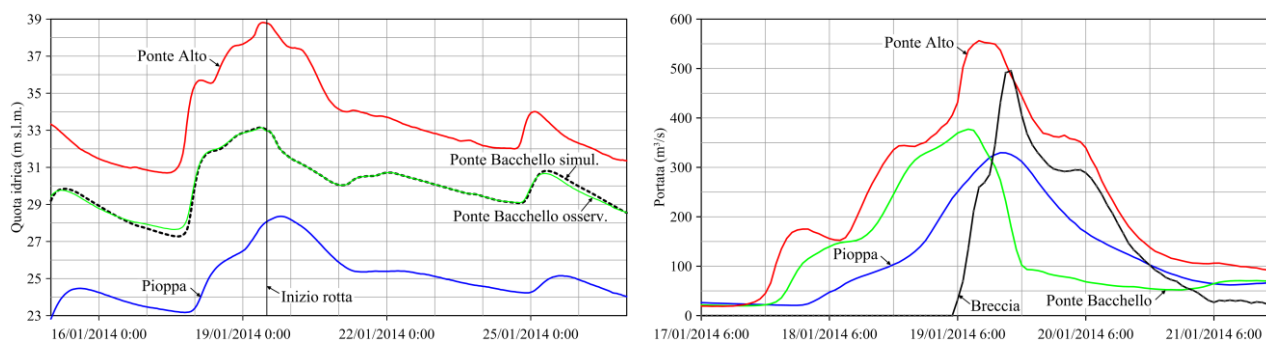 39
37
35
33
31
29
27
25
23
Quota idrica (m s.l.m.)
Ponte Alto
Ponte Bacchello simul.
Ponte Bacchello osserv.
Pioppa
Inizio rotta
16/01/2014 0:00
19/01/2014 0:00
22/01/2014 0:00
25/01/2014 0:00
600
500
400
300
200
100
0
Portata (m³/s)
Ponte Alto
Pioppa
Ponte Bacchello
Breccia
17/01/2014 6:00
18/01/2014 6:00
19/01/2014 6:00
20/01/2014 6:00
21/01/2014 6:00